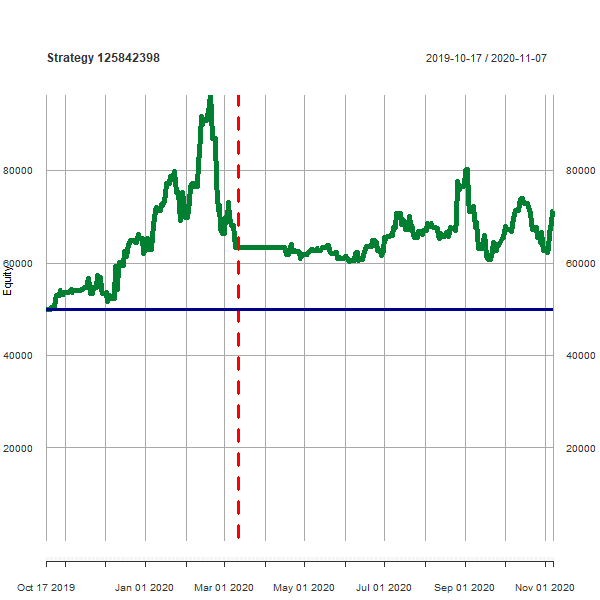 Strategy 125842398
2019-10-17 / 2020-11-07
80000
80000
60000
60000
Equity
40000
40000
20000
20000
Oct 17 2019
Jan 01 2020
Mar 01 2020
May 01 2020
Jul 01 2020
Sep 01 2020
Nov 01 2020